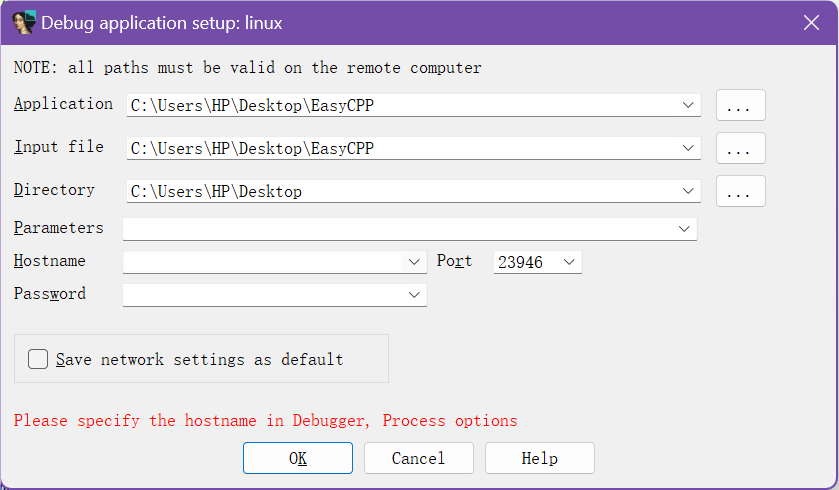 Debug application setup: linux
NOTE: all paths must be valid on the remote computer
Application C:\Users\HP\Desktop\EasyCPP ...
Input file C:\Users\HP\Desktop\EasyCPP ...
Directory C:\Users\HP\Desktop ...
Parameters
Hostname Port 23946
Password
Save network settings as default
Please specify the hostname in Debugger, Process options
OK Cancel Help